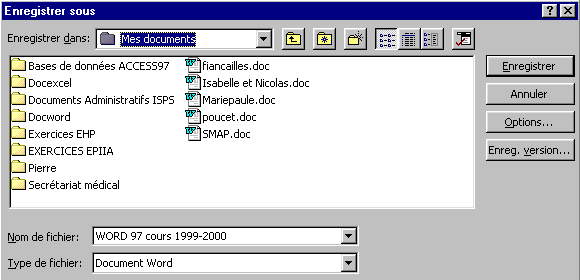 Enregistrer sous
Enregistrer dans: Mes documents
Bases de données ACCESS97
Docexcel
Documents Administratifs ISPS
Docword
Exercices EHP
EXERCICES EPIIA
Pierre
Secrétariat médical
fiancailles.doc
Isabelle et Nicolas.doc
Mariepaule.doc
poucet.doc
SMAP.doc
Enregistrer
Annuler
Options...
Enreg. version...
Nom de fichier: WORD 97 cours 1999-2000
Type de fichier: Document Word